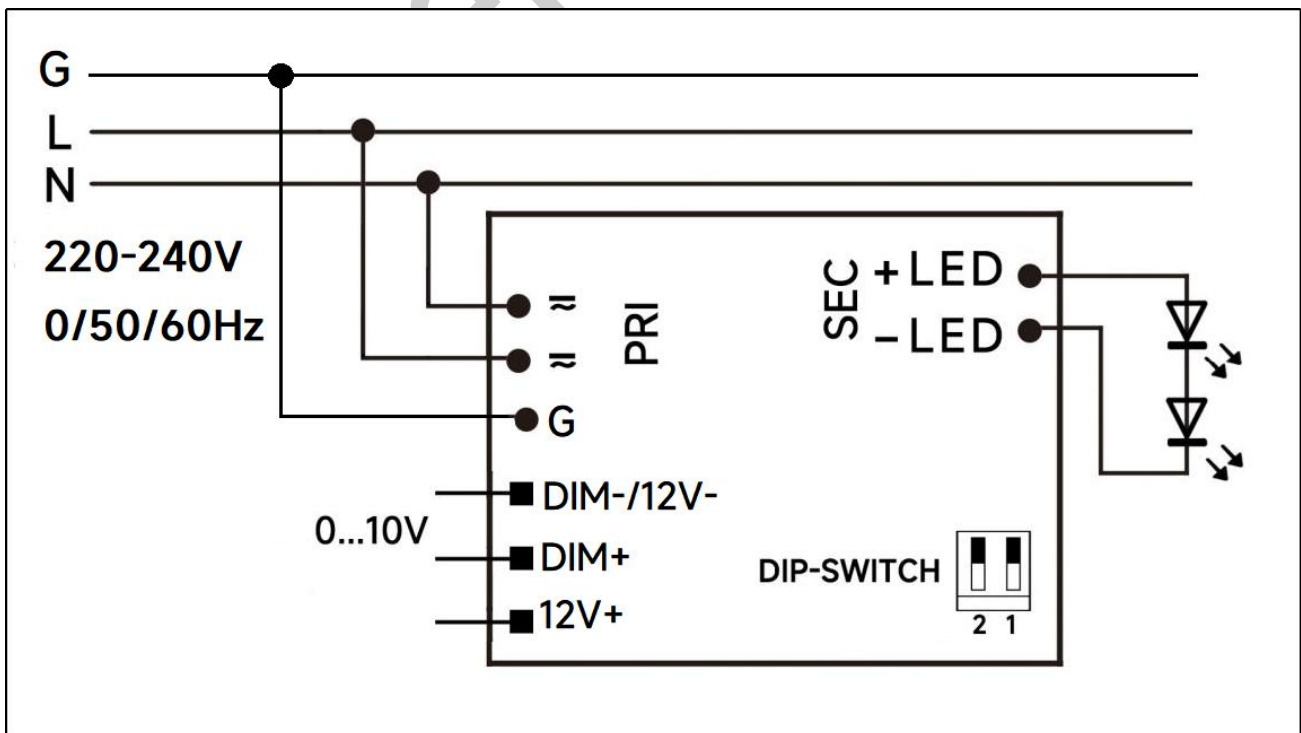 G
L
N
220-240V
0/50/60Hz
≂
≂
G
PRI
SEC
+ LED
- LED
0...10V
DIM-/12V-
DIM+
12V+
DIP-SWITCH
2 1